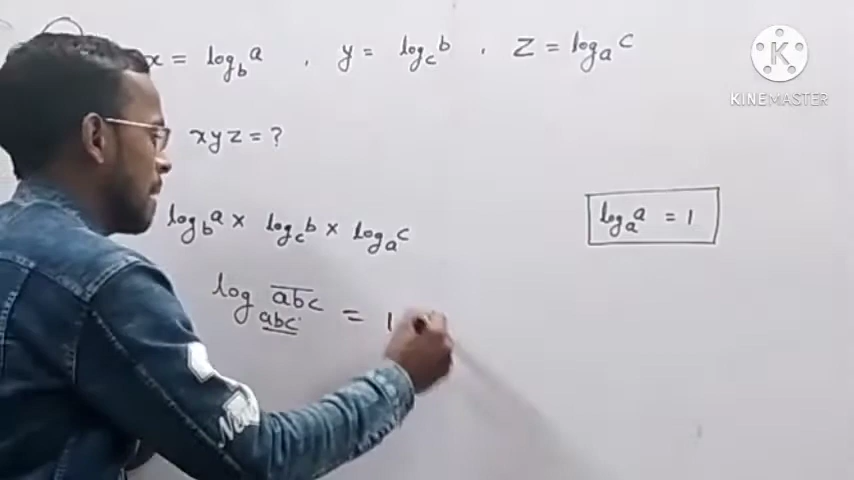 x = log_b a , y = log_c b , z = log_a c
xyz = ?
log_b a × log_c b × log_a c
log_a a = 1
log_abc abc = 1
KINEMASTER